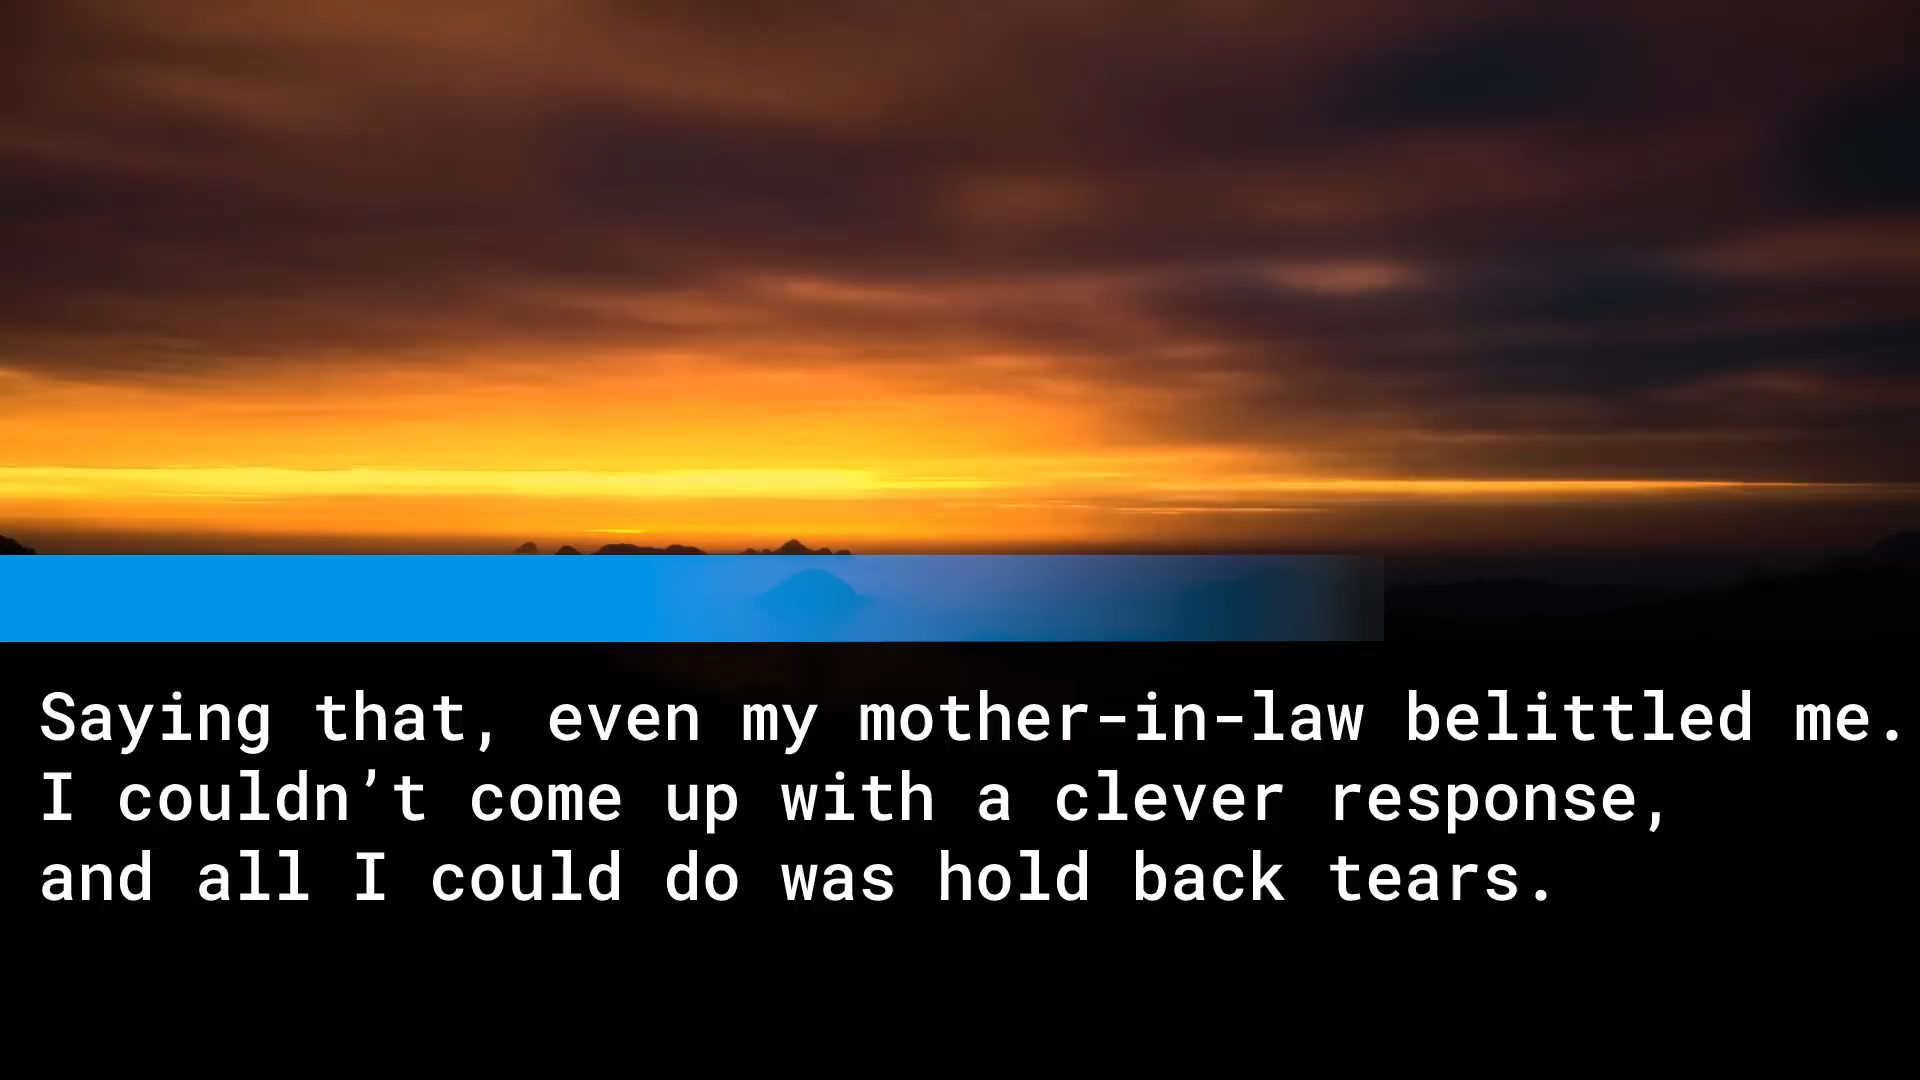 Saying that, even my mother-in-law belittled me.
I couldn’t come up with a clever response,
and all I could do was hold back tears.